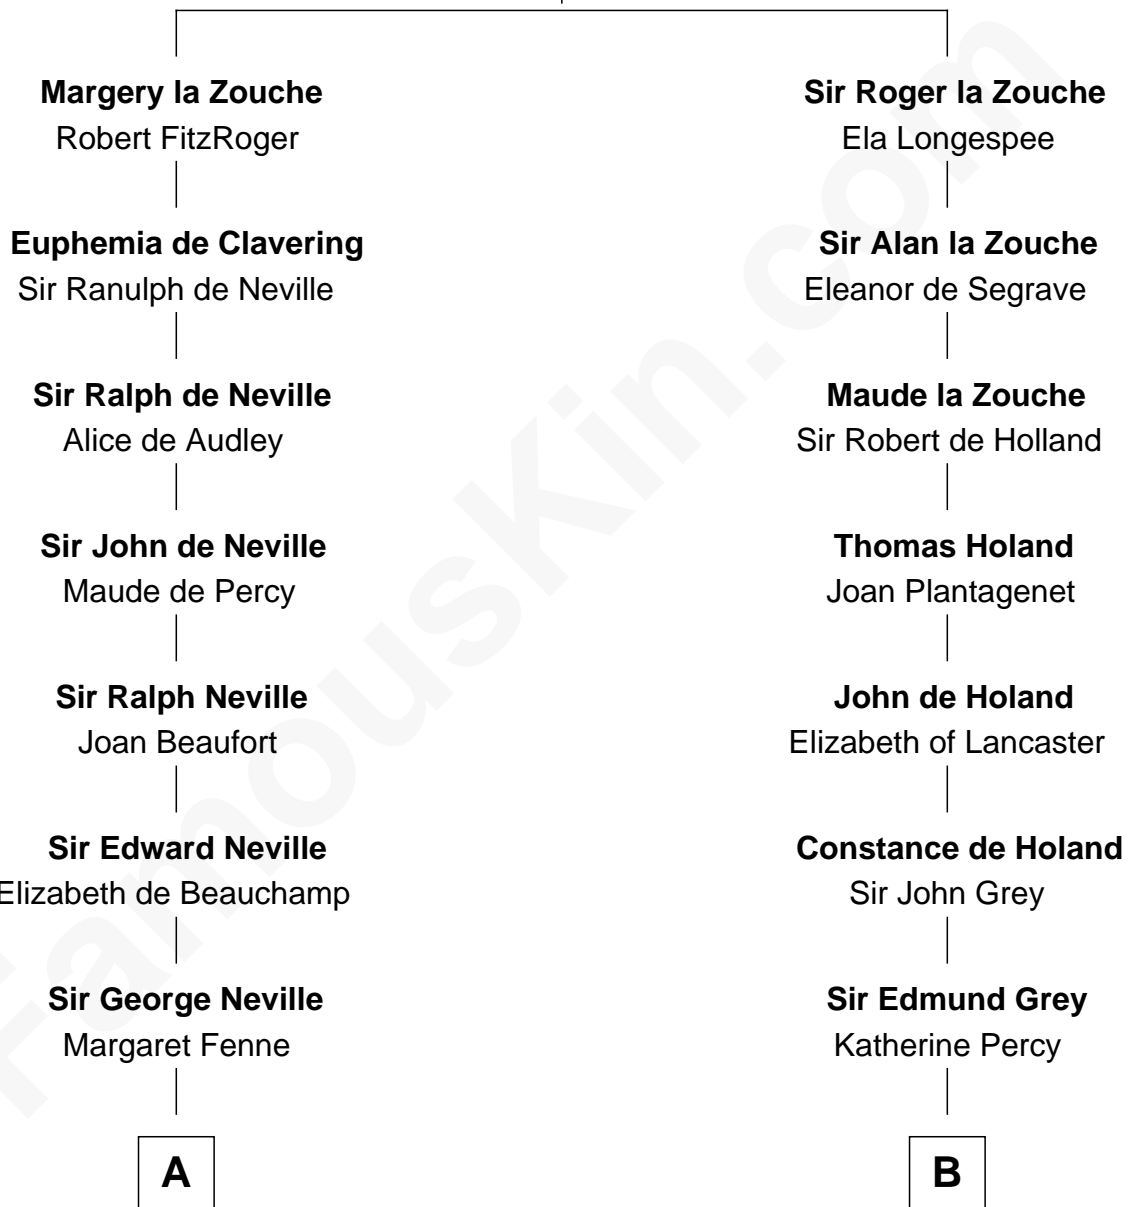 Margery la Zouche
Robert FitzRoger
Euphemia de Clavering
Sir Ranulph de Neville
Sir Ralph de Neville
Alice de Audley
Sir John de Neville
Maude de Percy
Sir Ralph Neville
Joan Beaufort
Sir Edward Neville
Elizabeth de Beauchamp
Sir George Neville
Margaret Fenne
A
Sir Roger la Zouche
Ela Longespee
Sir Alan la Zouche
Eleanor de Segrave
Maude la Zouche
Sir Robert de Holland
Thomas Holand
Joan Plantagenet
John de Holand
Elizabeth of Lancaster
Constance de Holand
Sir John Grey
Sir Edmund Grey
Katherine Percy
B
FamousKin.com